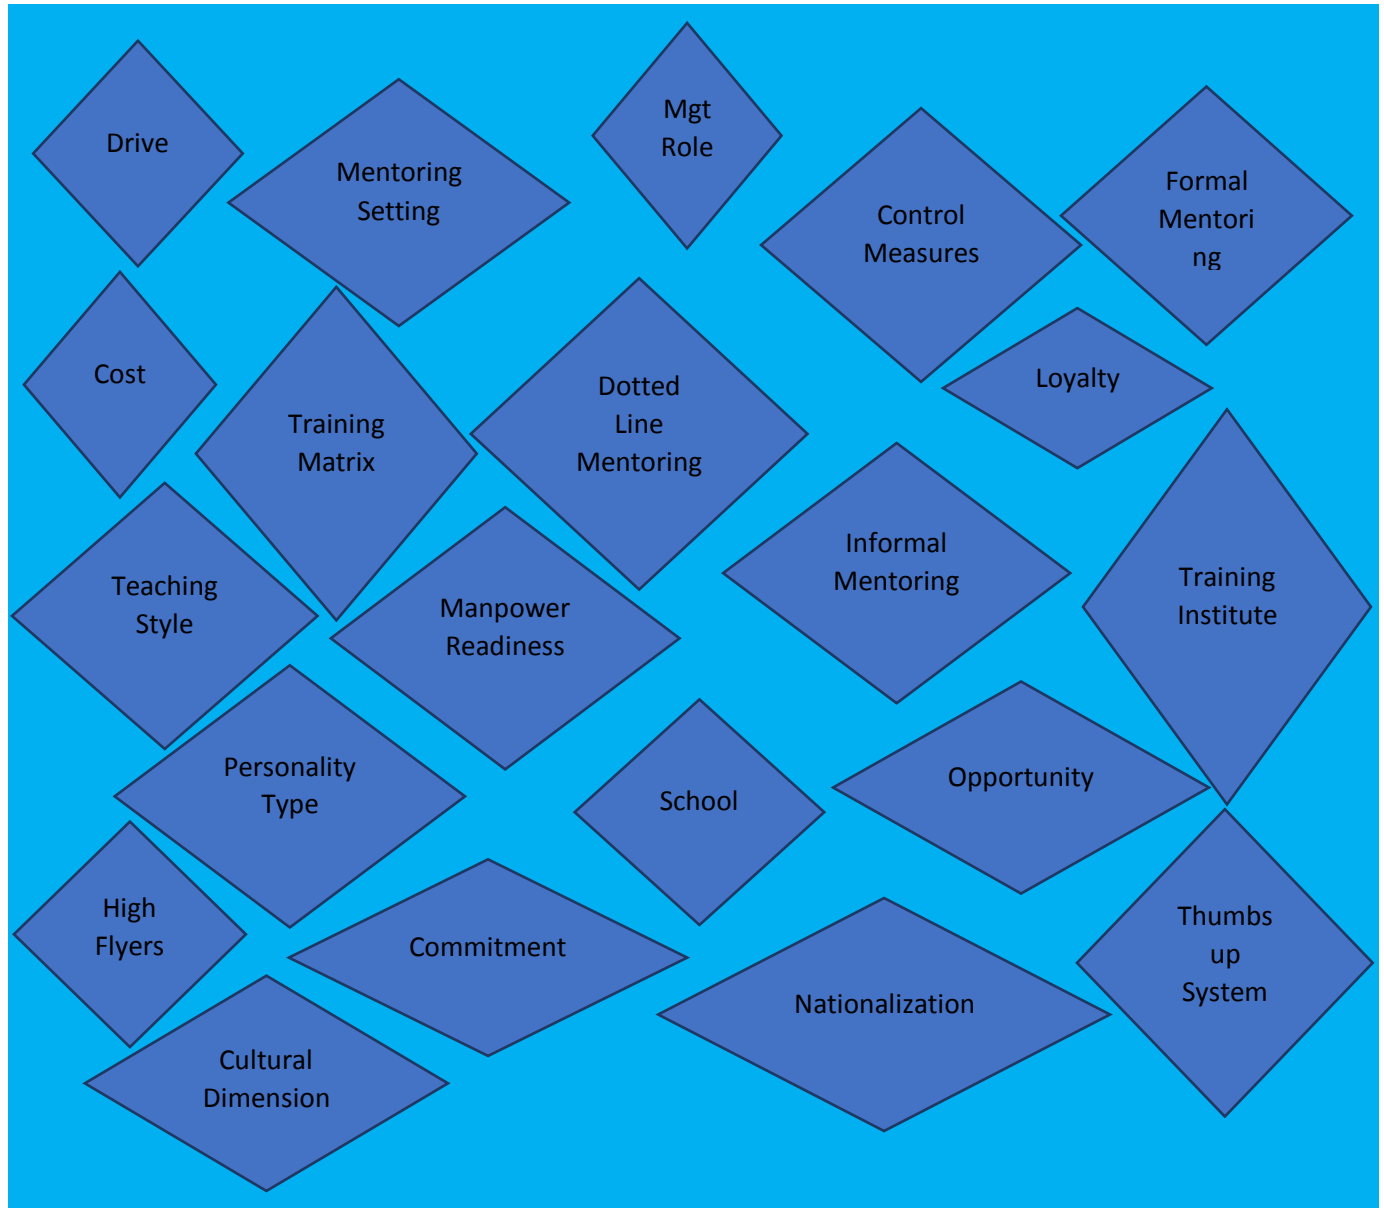 Drive
Mentoring
Setting
Mgt
Role
Control
Measures
Formal
Mentori
ng
Cost
Training
Matrix
Dotted
Line
Mentoring
Loyalty
Teaching
Style
Manpower
Readiness
Informal
Mentoring
Training
Institute
Personality
Type
School
Opportunity
High
Flyers
Commitment
Nationalization
Thumbs
up
System
Cultural
Dimension